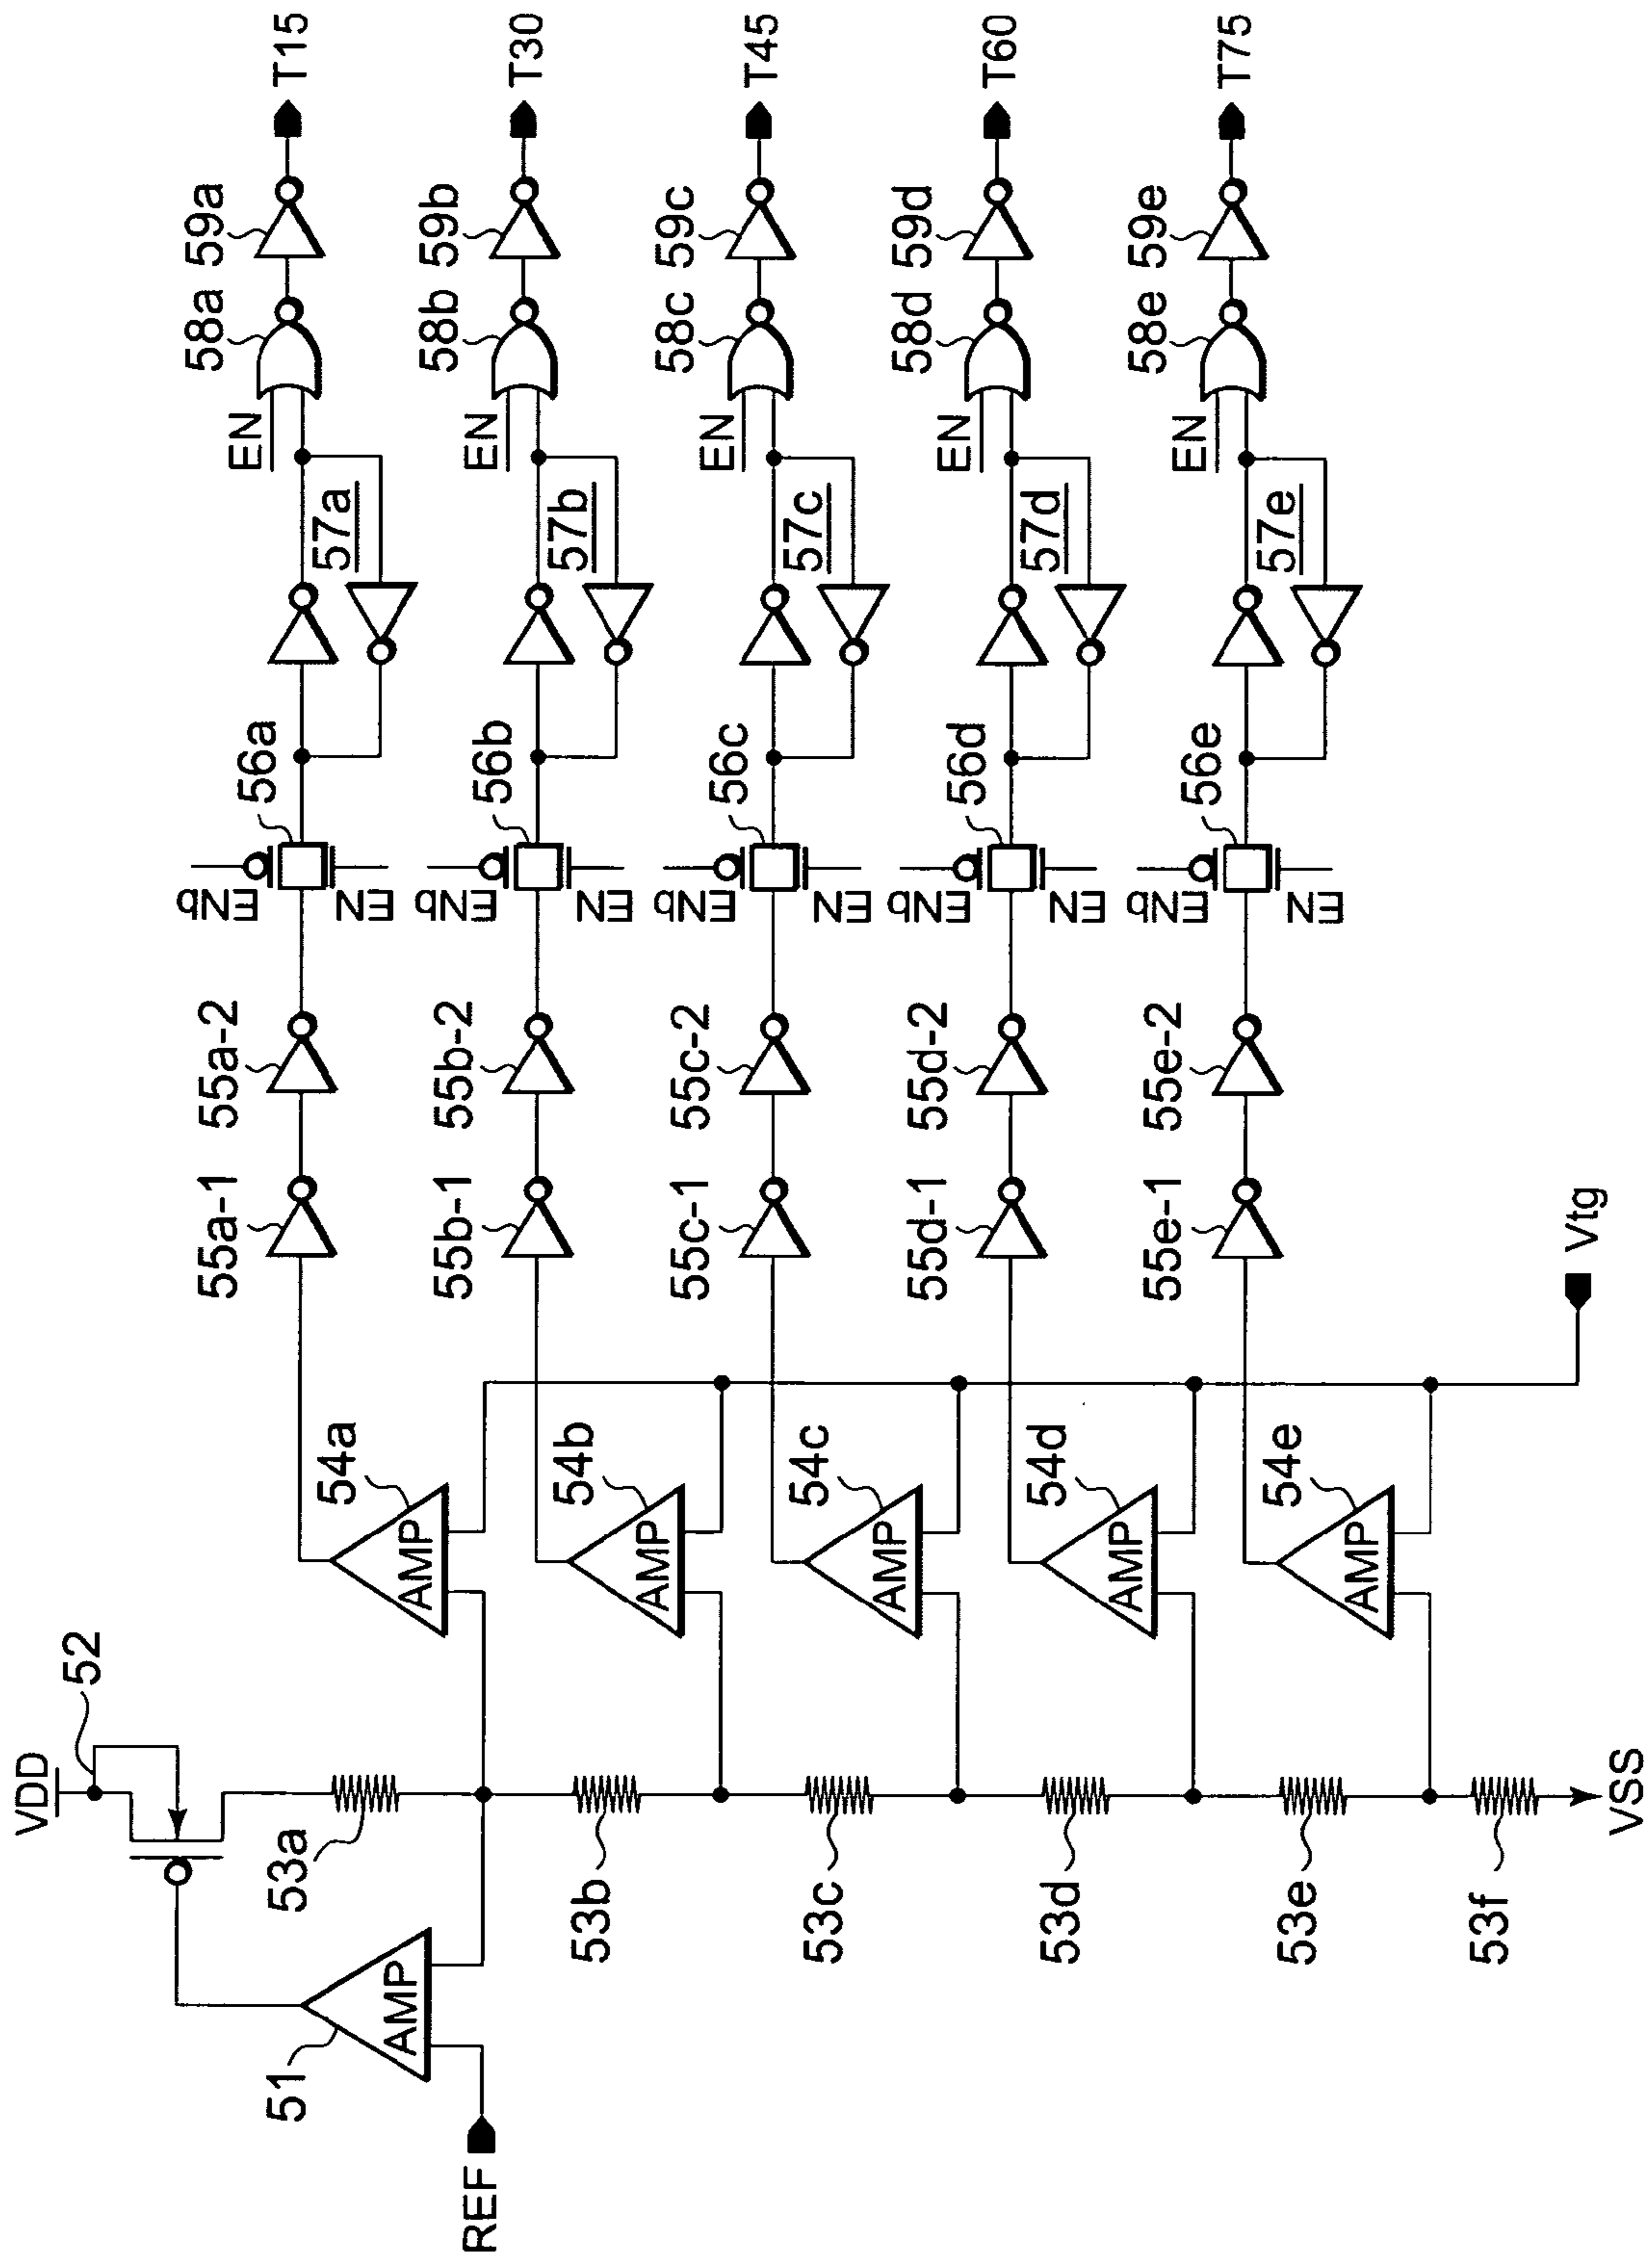 T15
T30
T45
T60
T75
59a
59b
59c
59d
59e
58a
58b
58c
58d
58e
EN
EN
EN
EN
EN
57a
57b
57c
57d
57e
56a
56b
56c
56d
56e
ENb
EN
ENb
EN
ENb
EN
ENb
EN
ENb
EN
55a-2
55b-2
55c-2
55d-2
55e-2
55a-1
55b-1
55c-1
55d-1
55e-1
Vtg
54a
54b
54c
54d
54e
AMP
AMP
AMP
AMP
AMP
52
VDD
VSS
53a
53b
53c
53d
53e
53f
51
AMP
REF